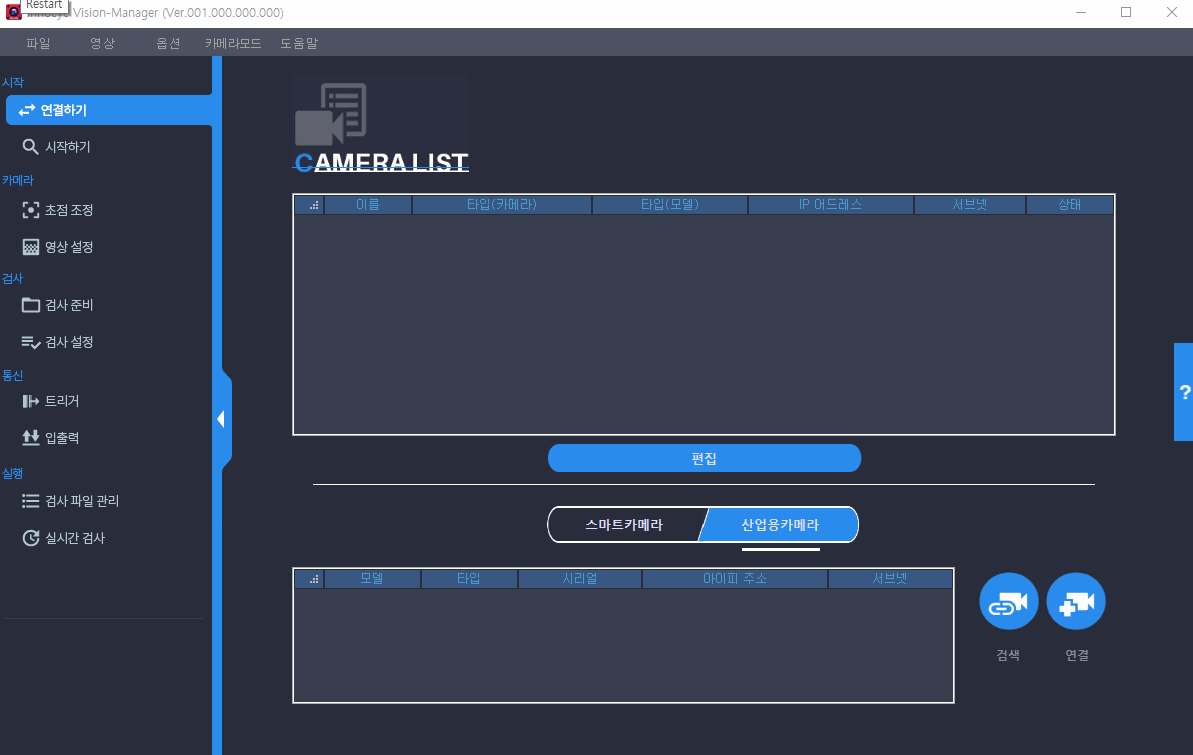 Restart
Vision-Manager (Ver.001.000.000.000)
파일 영상 옵션 카메라모드 도움말
시작
연결하기
시작하기
카메라
초점 조정
영상 설정
검사
검사 준비
검사 설정
통신
트리거
입출력
실행
검사 파일 관리
실시간 검사
CAMERA LIST
이름 타입(카메라) 타입(모델) IP 어드레스 서브넷 상태
편집
스마트카메라 산업용카메라
모델 타입 시리얼 아이피 주소 서브넷
검색 연결
?